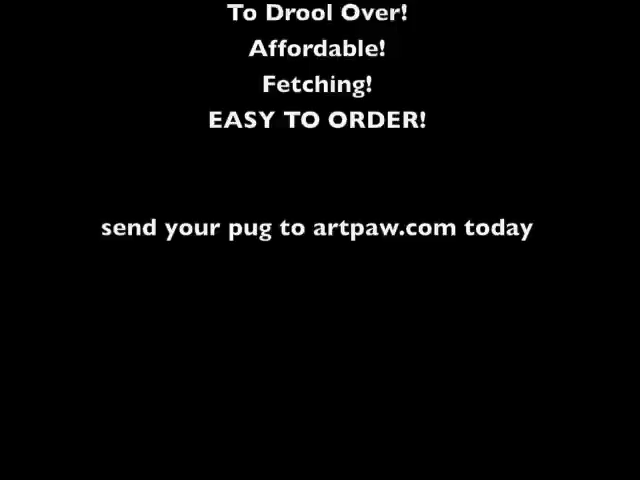 To Drool Over!
Affordable!
Fetching!
EASY TO ORDER!
send your pug to artpaw.com today